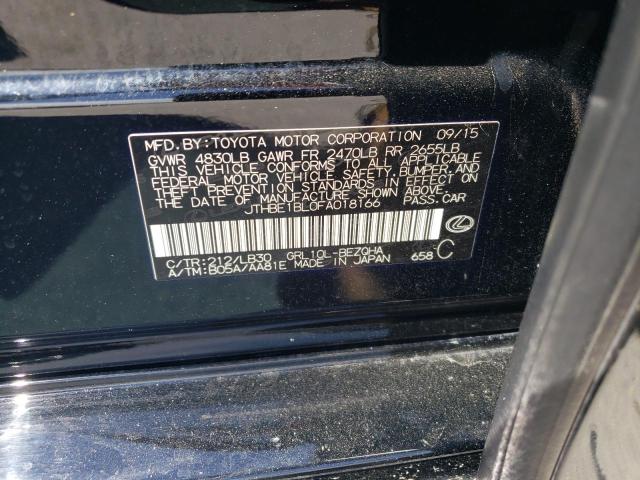 MFD.BY:TOYOTA MOTOR CORPORATION 09/15
GVWR 4830LB GAWR FR 2470LB RR 2655LB
THIS VEHICLE CONFORMS TO ALL APPLICABLE
FEDERAL MOTOR VEHICLE SAFETY, BUMPER, AND
THEFT PREVENTION STANDARDS IN EFFECT ON
THE DATE OF MANUFACTURE SHOWN ABOVE.
JTHBE1BL0FA018166 PASS.CAR
C/TR:212/LB30 GRL10L-BEZQHA
A/TM:B05A/AA81E MADE IN JAPAN 658 C